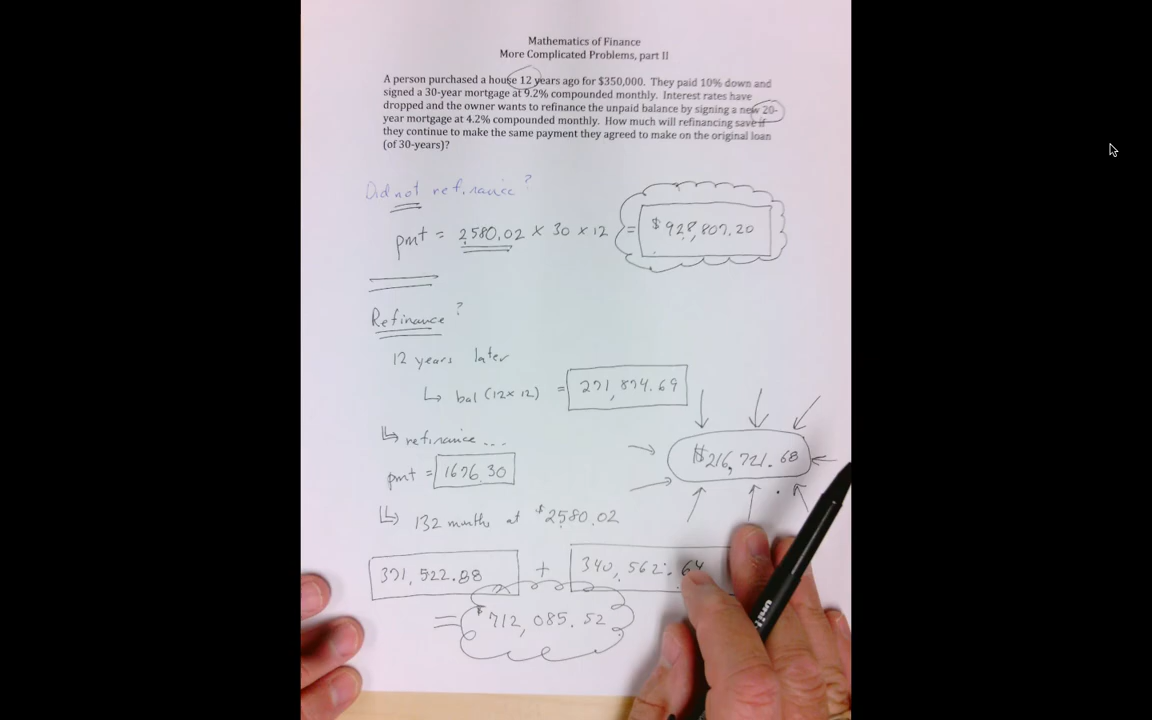 Mathematics of Finance
More Complicated Problems, part II
A person purchased a house 12 years ago for $350,000. They paid 10% down and
signed a 30-year mortgage at 9.2% compounded monthly. Interest rates have
dropped and the owner wants to refinance the unpaid balance by signing a new 20-
year mortgage at 4.2% compounded monthly. How much will refinancing save if
they continue to make the same payment they agreed to make on the original loan
(of 30-years)?
Did not refinance?
pmt = 2580.02 × 30 × 12 = $928,807.20
Refinance?
12 years later
↳ bal (12×12) = 271,874.69
↳ refinance...
$216,721.68
pmt = 1676.30
↳ 132 months at $2580.02
371,522.88 + 340,562.64
= $712,085.52